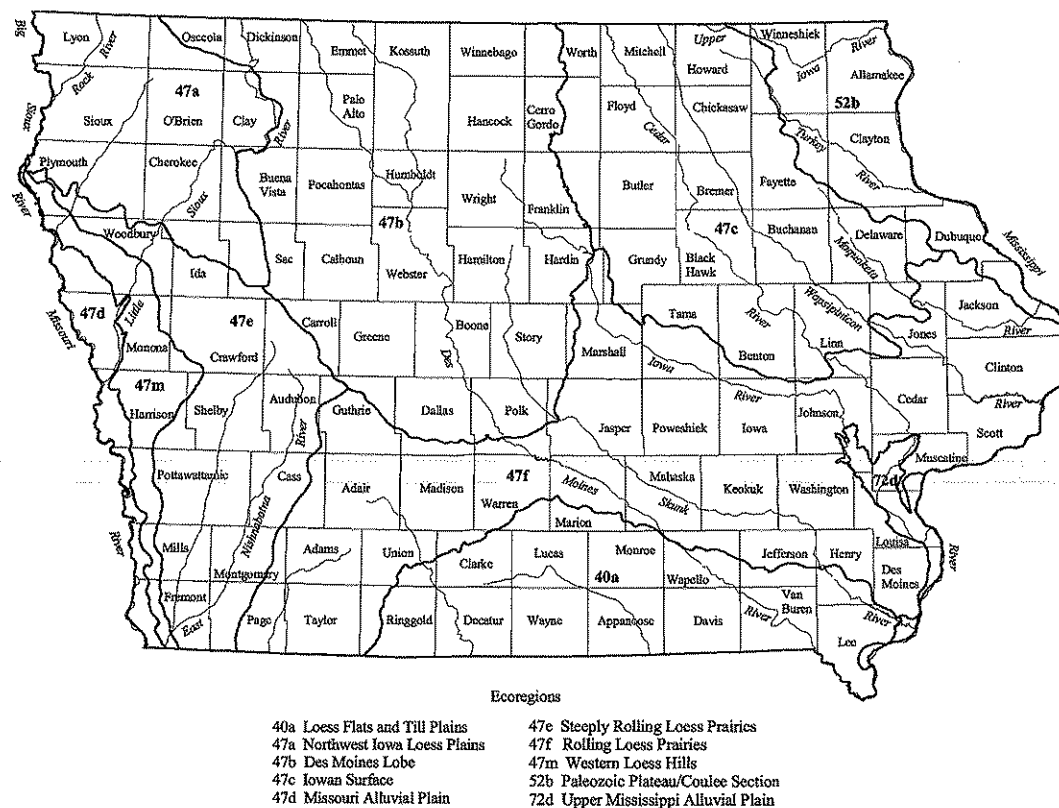 Lyon
Osceola
Dickinson
Emmet
Kossuth
Winnebago
Worth
Mitchell
Upper
Winneshiek
River
Big
River
Rock
Howard
Iowa
Allamakee
47a
Palo Alto
52b
Sioux
Sioux
O'Brien
Clay
River
Hancock
Cerro Gordo
Floyd
Chickasaw
Cedar
Turkey
Clayton
Plymouth
Cherokee
Buena Vista
Pocahontas
Humboldt
Wright
Franklin
Butler
Bremer
Fayette
River
River
Sioux
47b
47c
Woodbury
Ida
Sac
Calhoun
Webster
Hamilton
Hardin
Grundy
Black Hawk
Buchanan
Delaware
Dubuque
Mississippi
Maquoketa
47d
Little
47e
Missouri
Monona
Crawford
Carroll
Greene
Boone
Des
Story
Marshall
Tama
Iowa
Benton
River
Linn
Wapsipinicon
Jones
Jackson
River
Clinton
47m
Harrison
Shelby
Audubon
River
Guthrie
Dallas
Polk
Jasper
Poweshiek
Iowa
River
Johnson
Cedar
River
Scott
Muscatine
Pottawattamie
Cass
Adair
Madison
47f
Warren
Moines
Marion
Mahaska
Skunk
Keokuk
Washington
72d
Louisa
River
River
Mills
Nishnabotna
Montgomery
Adams
Union
Clarke
Lucas
Monroe
40a
Wapello
Jefferson
Henry
Des Moines
Fremont
East
Page
Taylor
Ringgold
Decatur
Wayne
Appanoose
Davis
Van Buren
River
River
Lee
Ecoregions
40a Loess Flats and Till Plains
47a Northwest Iowa Loess Plains
47b Des Moines Lobe
47c Iowan Surface
47d Missouri Alluvial Plain
47e Steeply Rolling Loess Prairies
47f Rolling Loess Prairies
47m Western Loess Hills
52b Paleozoic Plateau/Coulee Section
72d Upper Mississippi Alluvial Plain